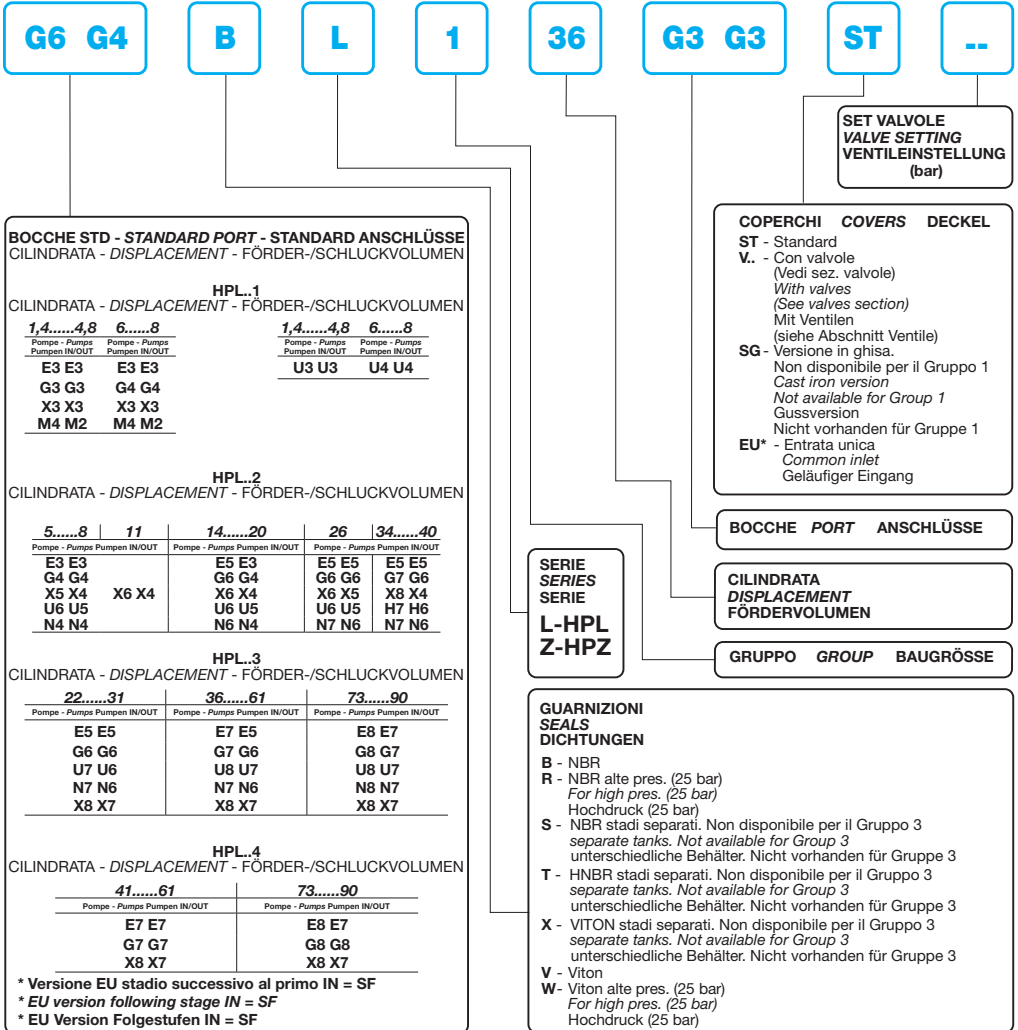 G6 G4 B L 1 36 G3 G3 ST --
SET VALVOLE
VALVE SETTING
VENTILEINSTELLUNG
(bar)
COPERCHI COVERS DECKEL
ST - Standard
V.. - Con valvole
(Vedi sez. valvole)
With valves
(See valves section)
Mit Ventilen
(siehe Abschnitt Ventile)
SG - Versione in ghisa.
Non disponibile per il Gruppo 1
Cast iron version
Not available for Group 1
Gussversion
Nicht vorhanden für Gruppe 1
EU* - Entrata unica
Common inlet
Geläufiger Eingang
BOCCHE PORT ANSCHLÜSSE
CILINDRATA
DISPLACEMENT
FÖRDERVOLUMEN
GRUPPO GROUP BAUGRÖSSE
SERIE
SERIES
SERIE
L-HPL
Z-HPZ
GUARNIZIONI
SEALS
DICHTUNGEN
B - NBR
R - NBR alte pres. (25 bar)
For high pres. (25 bar)
Hochdruck (25 bar)
S - NBR stadi separati. Non disponibile per il Gruppo 3
separate tanks. Not available for Group 3
unterschiedliche Behälter. Nicht vorhanden für Gruppe 3
T - HNBR stadi separati. Non disponibile per il Gruppo 3
separate tanks. Not available for Group 3
unterschiedliche Behälter. Nicht vorhanden für Gruppe 3
X - VITON stadi separati. Non disponibile per il Gruppo 3
separate tanks. Not available for Group 3
unterschiedliche Behälter. Nicht vorhanden für Gruppe 3
V - Viton
W - Viton alte pres. (25 bar)
For high pres. (25 bar)
Hochdruck (25 bar)
BOCCHE STD - STANDARD PORT - STANDARD ANSCHLÜSSE
CILINDRATA - DISPLACEMENT - FÖRDER-/SCHLUCKVOLUMEN
HPL..1
CILINDRATA - DISPLACEMENT - FÖRDER-/SCHLUCKVOLUMEN
1,4......4,8 6......8 1,4......4,8 6......8
Pompe - Pumps Pompe - Pumps Pompe - Pumps Pompe - Pumps
Pumpen IN/OUT Pumpen IN/OUT Pumpen IN/OUT Pumpen IN/OUT
E3 E3 E3 E3 U3 U3 U4 U4
G3 G3 G4 G4
X3 X3 X3 X3
M4 M2 M4 M2
HPL..2
CILINDRATA - DISPLACEMENT - FÖRDER-/SCHLUCKVOLUMEN
5......8 11 14......20 26 34......40
Pompe - Pumps Pumpen IN/OUT Pompe - Pumps Pumpen IN/OUT Pompe - Pumps Pumpen IN/OUT
E3 E3 E5 E3 E5 E5 E5 E5
G4 G4 G6 G4 G6 G6 G7 G6
X5 X4 X6 X4 X6 X4 X6 X5 X8 X4
U6 U5 U6 U5 U6 U5 H7 H6
N4 N4 N6 N4 N7 N6 N7 N6
HPL..3
CILINDRATA - DISPLACEMENT - FÖRDER-/SCHLUCKVOLUMEN
22......31 36......61 73......90
Pompe - Pumps Pumpen IN/OUT Pompe - Pumps Pumpen IN/OUT Pompe - Pumps Pumpen IN/OUT
E5 E5 E7 E5 E8 E7
G6 G6 G7 G6 G8 G7
U7 U6 U8 U7 U8 U7
N7 N6 N7 N6 N8 N7
X8 X7 X8 X7 X8 X7
HPL..4
CILINDRATA - DISPLACEMENT - FÖRDER-/SCHLUCKVOLUMEN
41......61 73......90
Pompe - Pumps Pumpen IN/OUT Pompe - Pumps Pumpen IN/OUT
E7 E7 E8 E7
G7 G7 G8 G8
X8 X7 X8 X7
* Versione EU stadio successivo al primo IN = SF
* EU version following stage IN = SF
* EU Version Folgestufen IN = SF